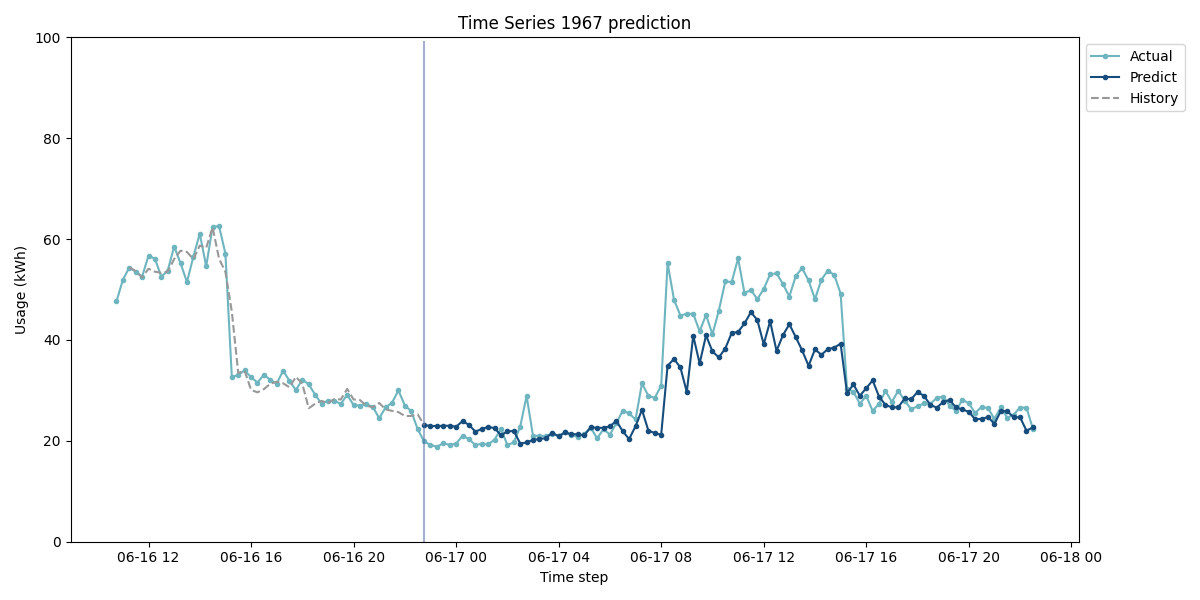 Time Series 1967 prediction
Usage (kWh)
100
80
60
40
20
0
06-16 12
06-16 16
06-16 20
06-17 00
06-17 04
06-17 08
06-17 12
06-17 16
06-17 20
06-18 00
Time step
Actual
Predict
History